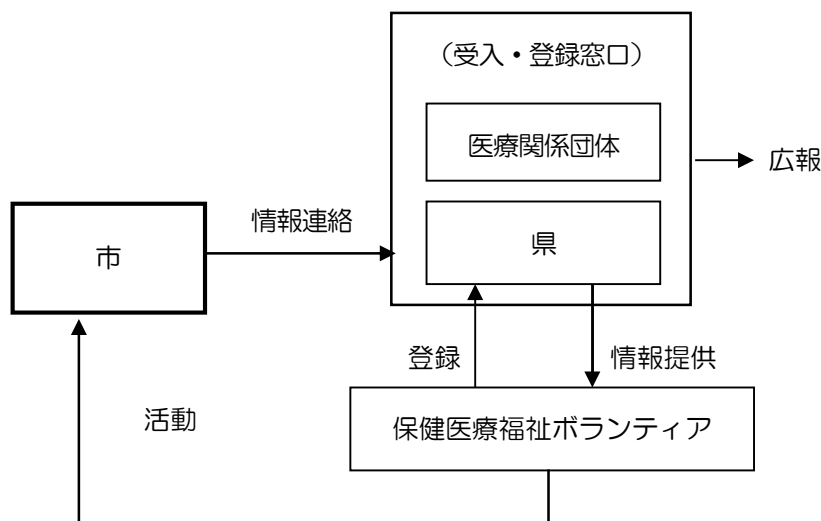 （受入・登録窓口）
医療関係団体
広報
情報連絡
市
県
登録
情報提供
活動
保健医療福祉ボランティア